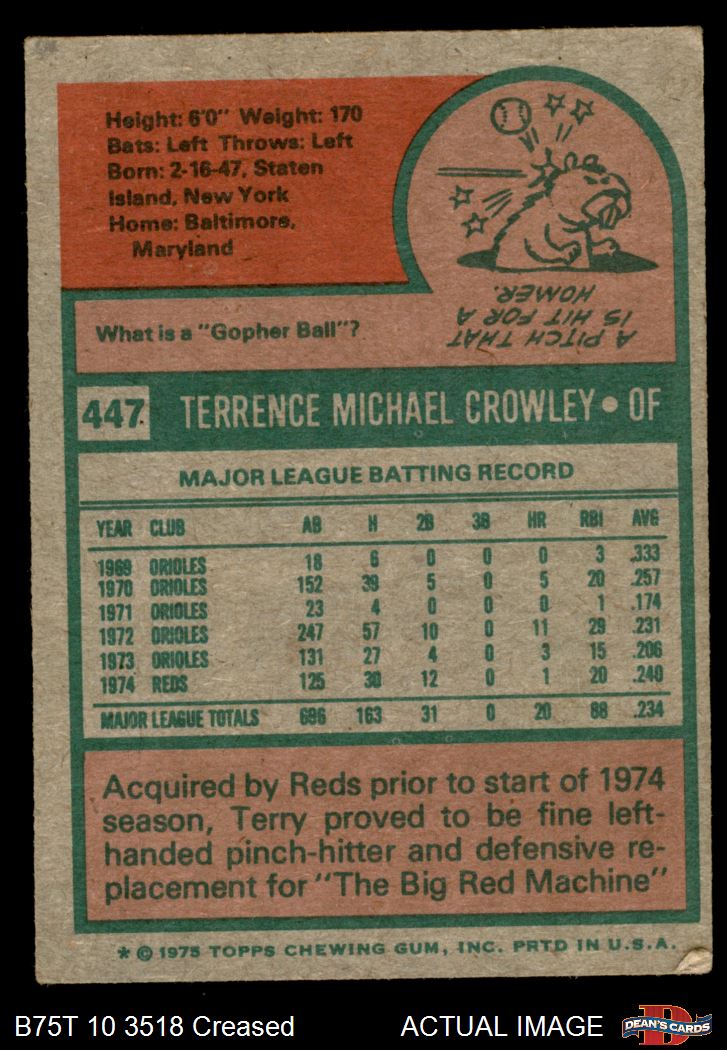 Height: 6'0" Weight: 170
Bats: Left Throws: Left
Born: 2-16-47, Staten
Island, New York
Home: Baltimore,
Maryland
What is a "Gopher Ball"?
A PITCH THAT
IS HIT FOR A
HOMER.
447 TERRENCE MICHAEL CROWLEY • OF
MAJOR LEAGUE BATTING RECORD
YEAR CLUB AB H 2B 3B HR RBI AVG
1969 ORIOLES 18 6 0 0 0 3 .333
1970 ORIOLES 152 39 5 0 5 20 .257
1971 ORIOLES 23 4 0 0 0 1 .174
1972 ORIOLES 247 57 10 0 11 29 .231
1973 ORIOLES 131 27 4 0 3 15 .206
1974 REDS 125 30 12 0 1 20 .240
MAJOR LEAGUE TOTALS 696 163 31 0 20 88 .234
Acquired by Reds prior to start of 1974
season, Terry proved to be fine left-
handed pinch-hitter and defensive re-
placement for "The Big Red Machine"
* © 1975 TOPPS CHEWING GUM, INC. PRTD IN U.S.A.
B75T 10 3518 Creased ACTUAL IMAGE DEAN'S CARDS